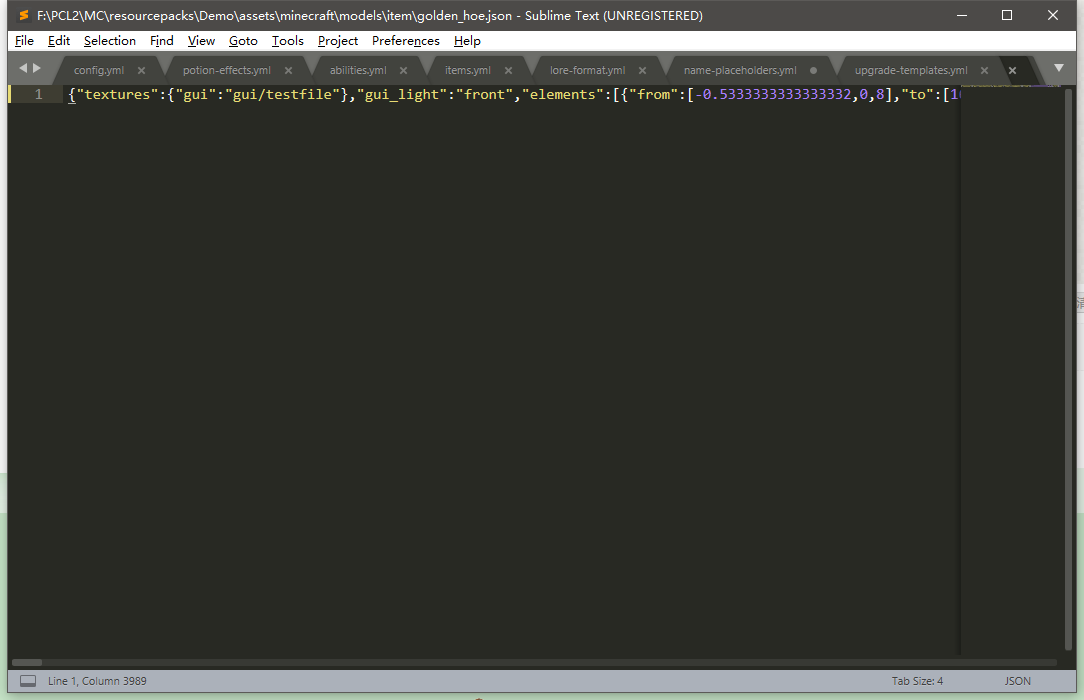 F:\PCL2\MC\resourcepacks\Demo\assets\minecraft\models\item\golden_hoe.json - Sublime Text (UNREGISTERED)
File Edit Selection Find View Goto Tools Project Preferences Help
config.yml potion-effects.yml abilities.yml items.yml lore-format.yml name-placeholders.yml upgrade-templates.yml
1 {"textures":{"gui":"gui/testfile"},"gui_light":"front","elements":[{"from":[-0.5333333333333332,0,8],"to":[1
Line 1, Column 3989 Tab Size: 4 JSON